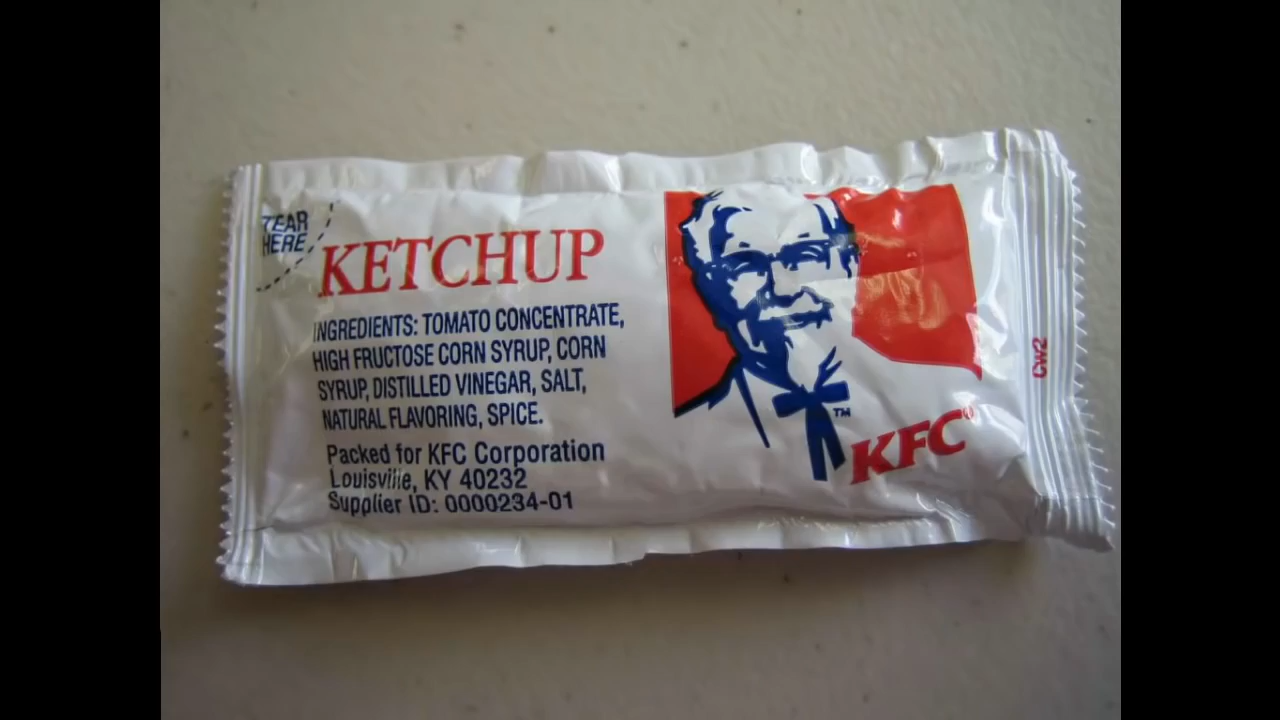 TEAR
HERE
KETCHUP
INGREDIENTS: TOMATO CONCENTRATE,
HIGH FRUCTOSE CORN SYRUP, CORN
SYRUP, DISTILLED VINEGAR, SALT,
NATURAL FLAVORING, SPICE.
Packed for KFC Corporation
Louisville, KY 40232
Supplier ID: 0000234-01
TM
KFC®
CW2